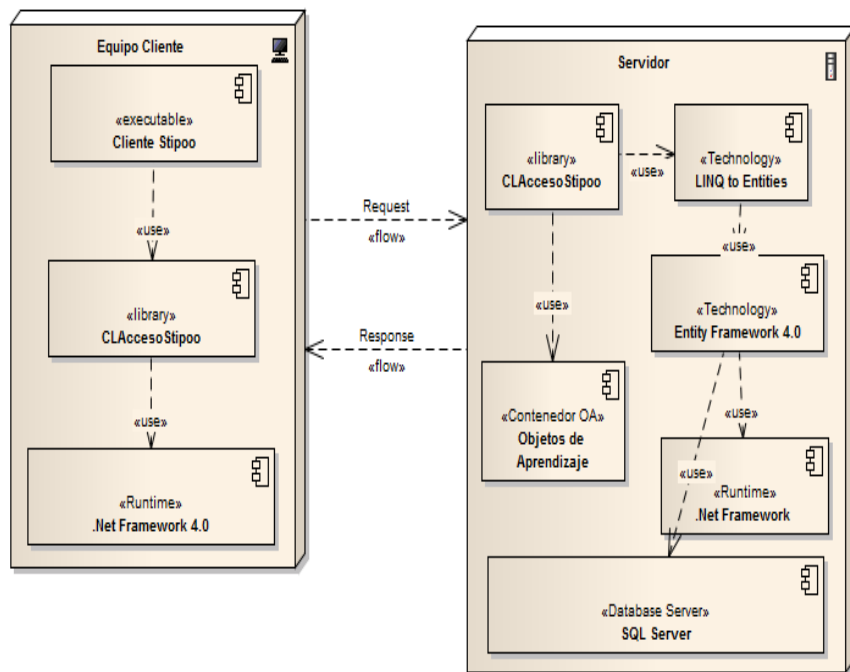 Equipo Cliente
«executable»
Cliente Stipoo
«use»
«library»
CLAccesoStipoo
«use»
«Runtime»
.Net Framework 4.0
Request
«flow»
Response
«flow»
Servidor
«library»
CLAccesoStipoo
«use»
«Technology»
LINQ to Entities
«use»
«use»
«Technology»
Entity Framework 4.0
«Contenedor OA»
Objetos de
Aprendizaje
«use»
«use»
«Runtime»
.Net Framework
«Database Server»
SQL Server